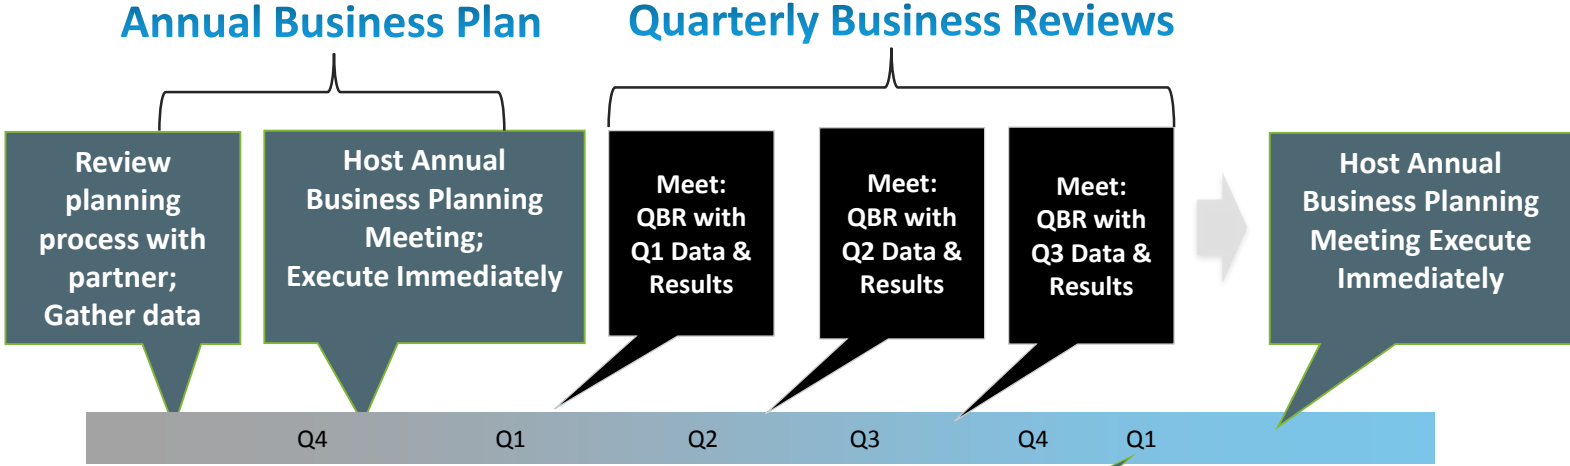 Annual Business Plan
Quarterly Business Reviews
Review
planning
process with
partner;
Gather data
Host Annual
Business Planning
Meeting;
Execute Immediately
Meet:
QBR with
Q1 Data &
Results
Meet:
QBR with
Q2 Data &
Results
Meet:
QBR with
Q3 Data &
Results
Host Annual
Business Planning
Meeting Execute
Immediately
Q4 Q1 Q2 Q3 Q4 Q1